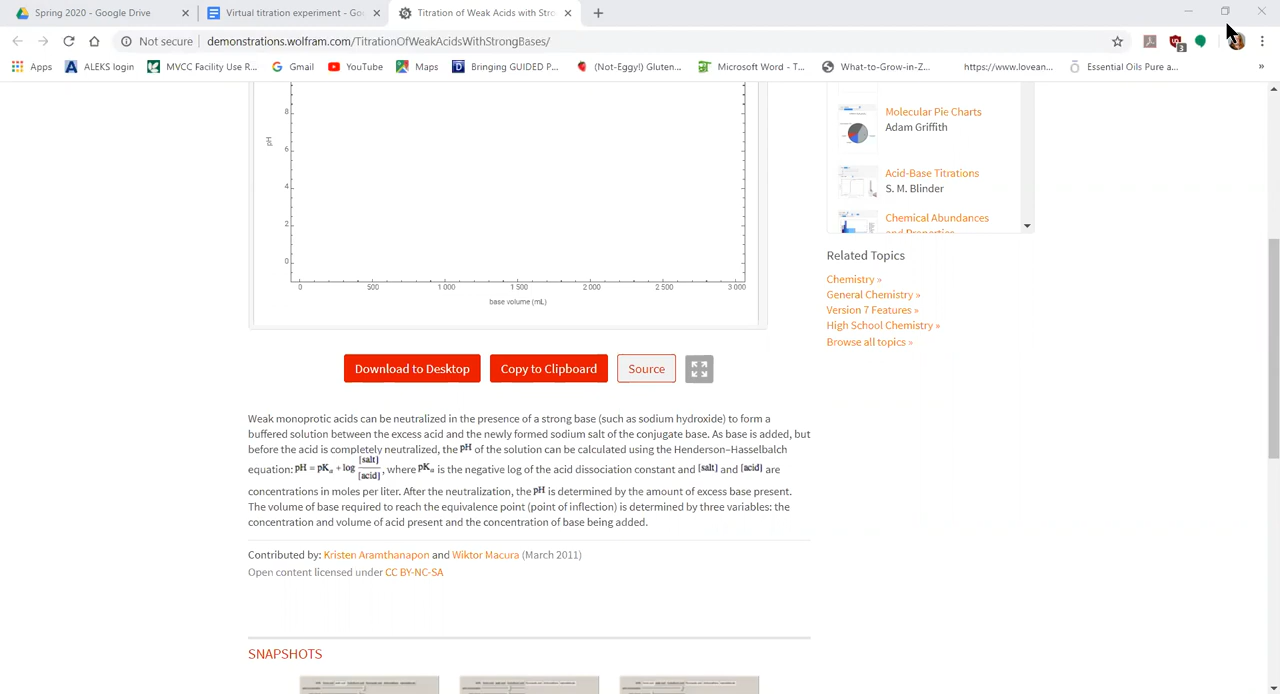 Spring 2020 - Google Drive
Virtual titration experiment - Go
Titration of Weak Acids with Stro
Not secure
demonstrations.wolfram.com/TitrationOfWeakAcidsWithStrongBases/
3
Apps
ALEKS login
MVCC Facility Use R...
Gmail
YouTube
Maps
Bringing GUIDED P...
(Not-Eggy!) Gluten...
Microsoft Word - T...
What-to-Grow-in-Z...
https://www.lovean...
Essential Oils Pure a...
»
8
pH
6
4
2
0
0 500 1 000 1 500 2 000 2 500 3 000
base volume (mL)
Molecular Pie Charts
Adam Griffith
Acid-Base Titrations
S. M. Blinder
Chemical Abundances
and Properties
Related Topics
Chemistry »
General Chemistry »
Version 7 Features »
High School Chemistry »
Browse all topics »
Download to Desktop
Copy to Clipboard
Source
Weak monoprotic acids can be neutralized in the presence of a strong base (such as sodium hydroxide) to form a
buffered solution between the excess acid and the newly formed sodium salt of the conjugate base. As base is added, but
before the acid is completely neutralized, the pH of the solution can be calculated using the Henderson–Hasselbalch
equation: pH = pKa + log [salt]/[acid], where pKa is the negative log of the acid dissociation constant and [salt] and [acid] are
concentrations in moles per liter. After the neutralization, the pH is determined by the amount of excess base present.
The volume of base required to reach the equivalence point (point of inflection) is determined by three variables: the
concentration and volume of acid present and the concentration of base being added.
Contributed by: Kristen Aramthanapon and Wiktor Macura (March 2011)
Open content licensed under CC BY-NC-SA
SNAPSHOTS